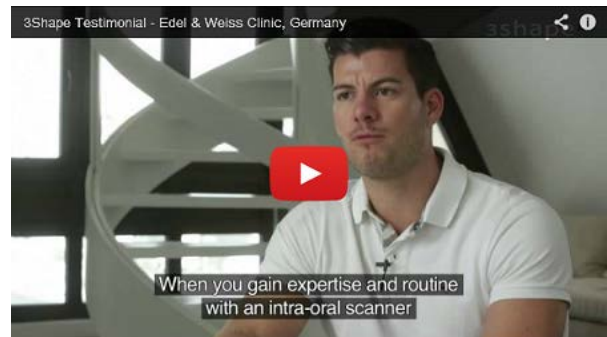 3Shape Testimonial - Edel & Weiss Clinic, Germany
3shape
When you gain expertise and routine
with an intra-oral scanner